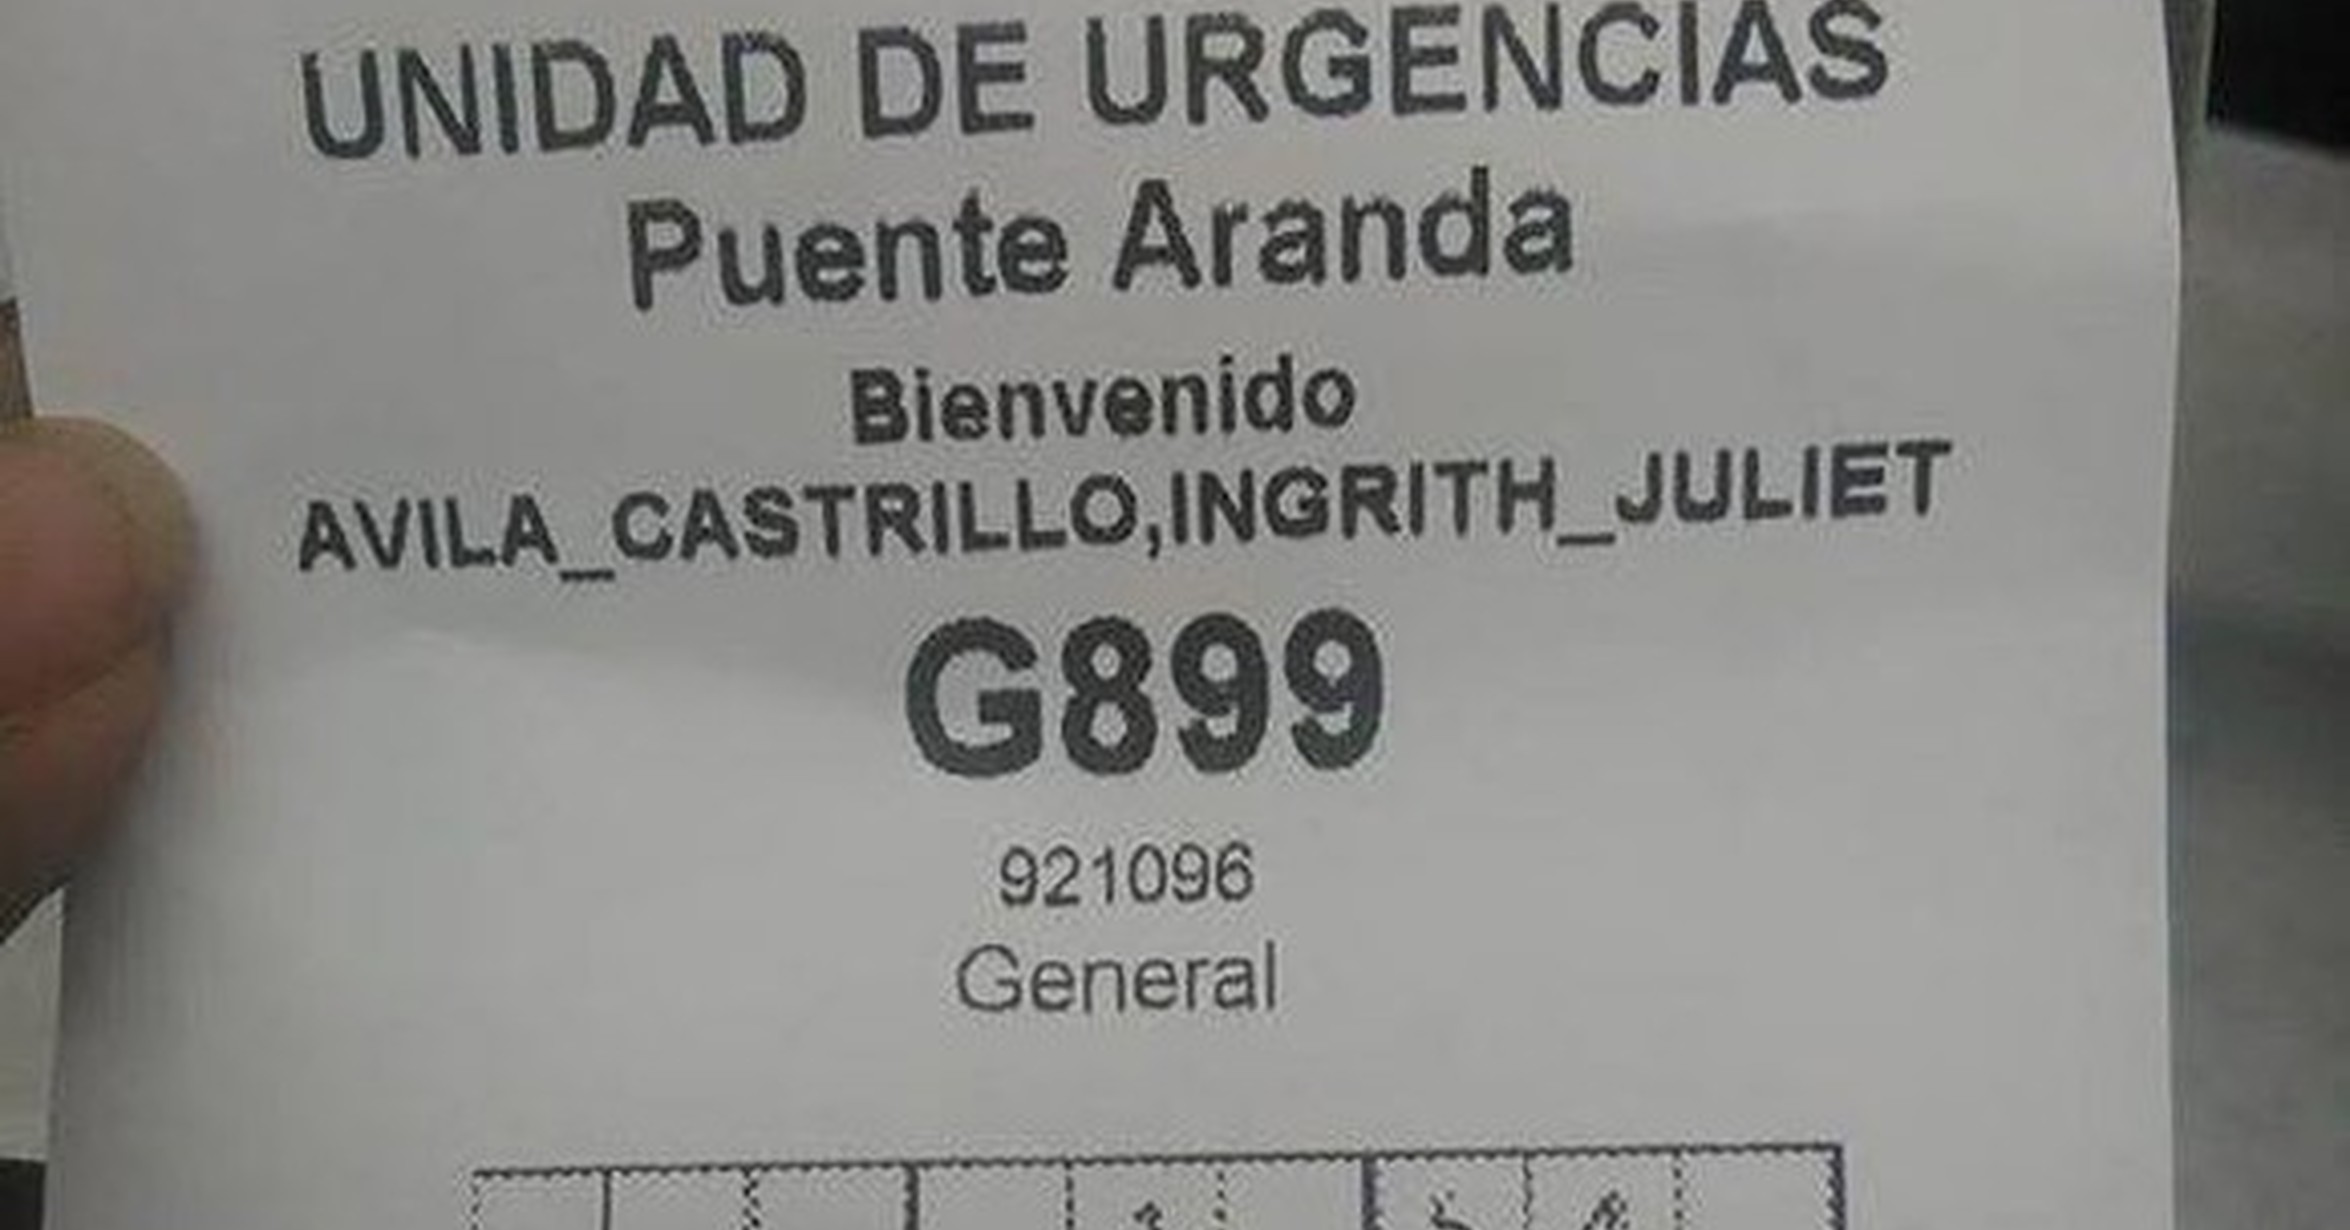 UNIDAD DE URGENCIAS
Puente Aranda
Bienvenido
AVILA_CASTRILLO,INGRITH_JULIET
G899
921096
General